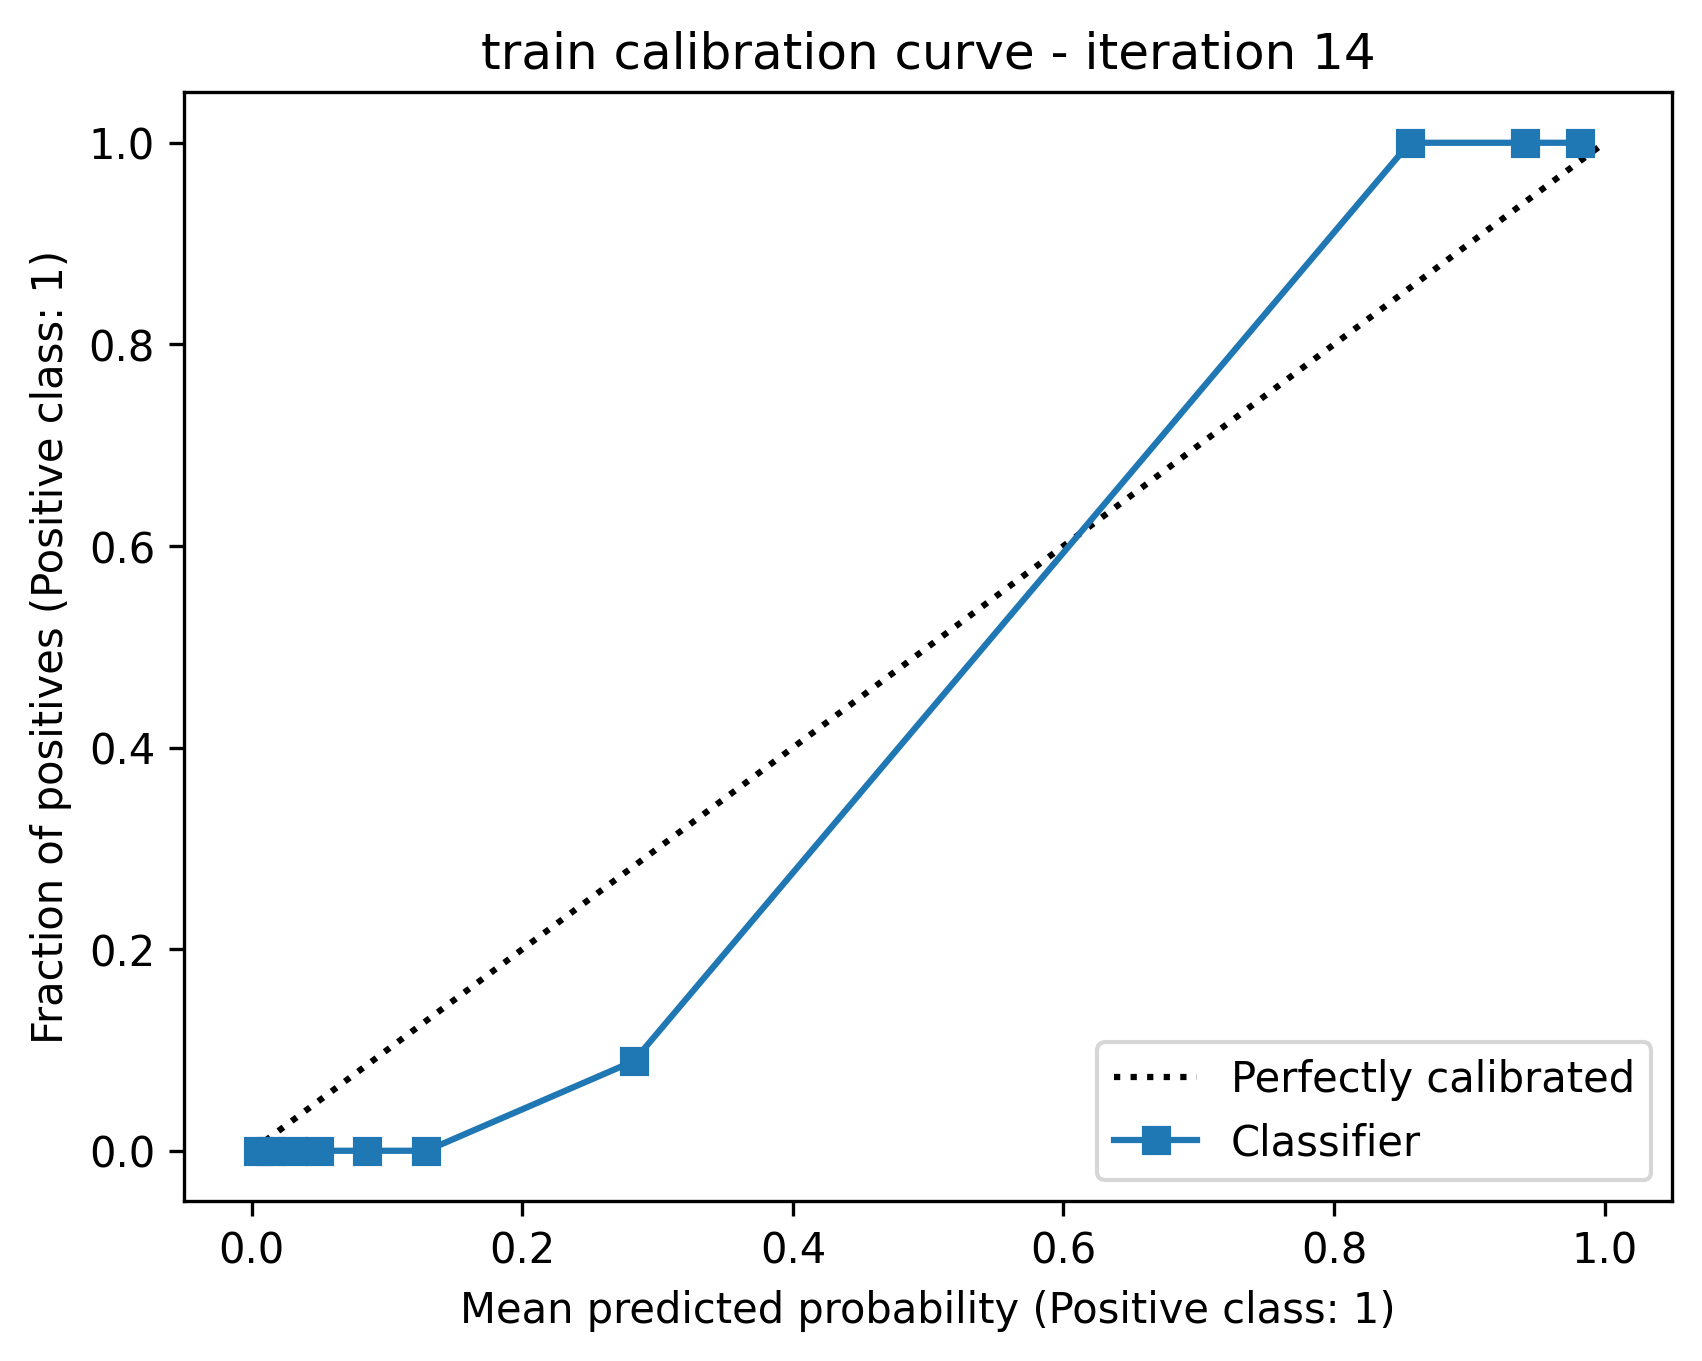 train calibration curve - iteration 14
Fraction of positives (Positive class: 1)
1.0
0.8
0.6
0.4
0.2
0.0
Perfectly calibrated
Classifier
0.0 0.2 0.4 0.6 0.8 1.0
Mean predicted probability (Positive class: 1)